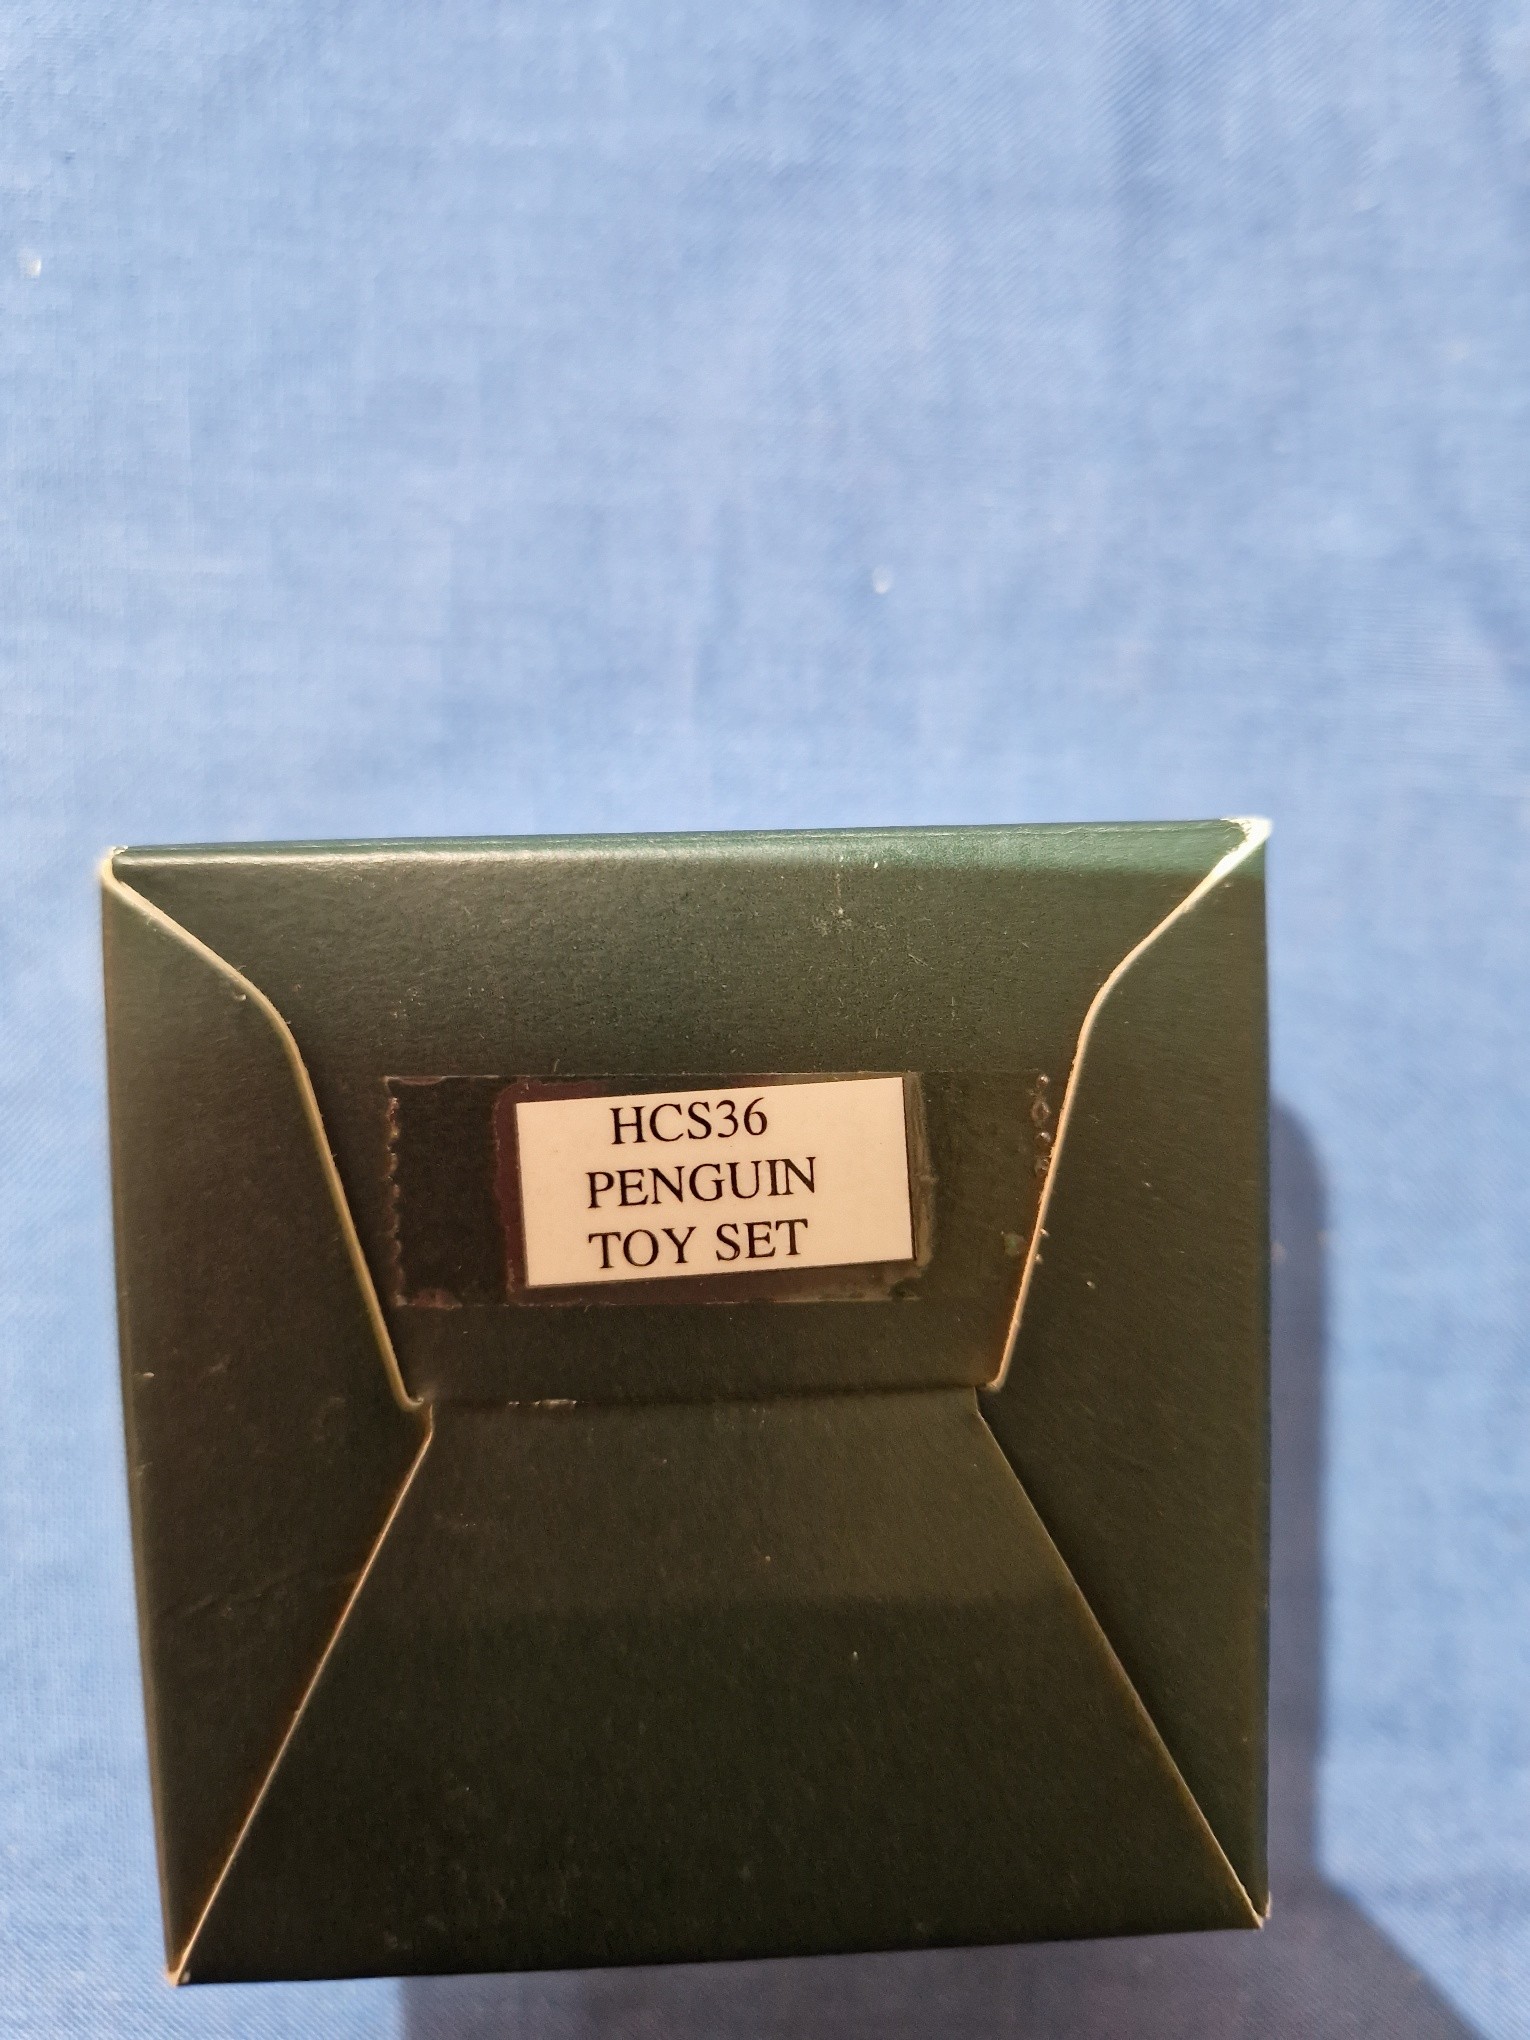 HCS36
PENGUIN
TOY SET